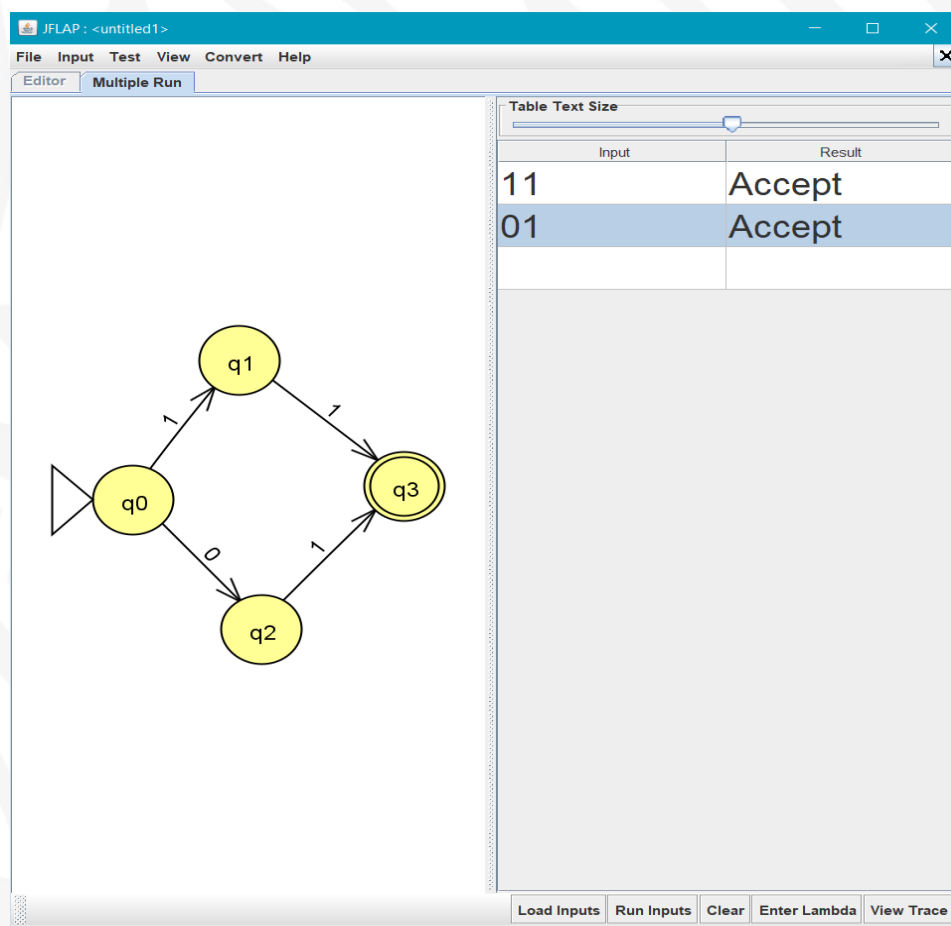 JFLAP : <untitled1>
File Input Test View Convert Help
Editor Multiple Run
Table Text Size
Input Result
11 Accept
01 Accept
q1
1
1
q0
q3
0
1
q2
Load Inputs Run Inputs Clear Enter Lambda View Trace